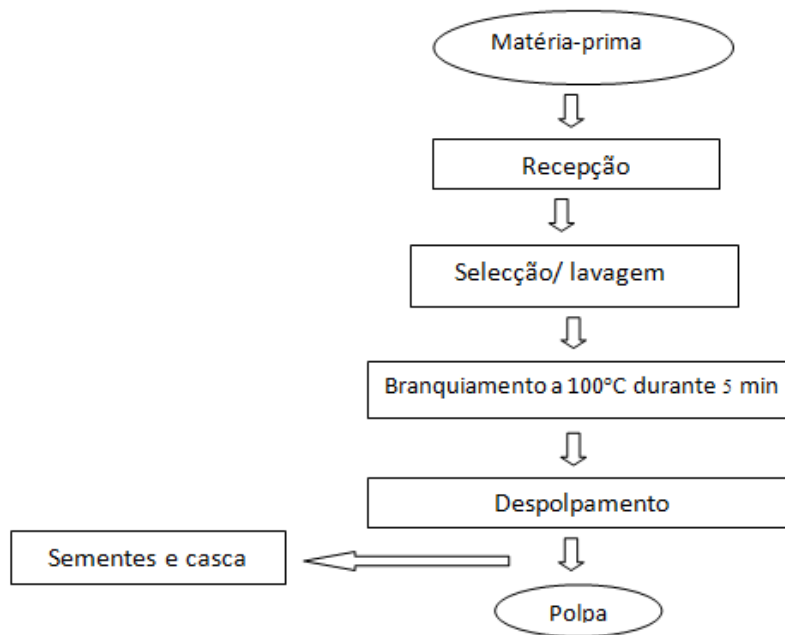 Matéria-prima
Recepção
Selecção/ lavagem
Branquiamento a 100°C durante 5 min
Despolpamento
Sementes e casca
Polpa